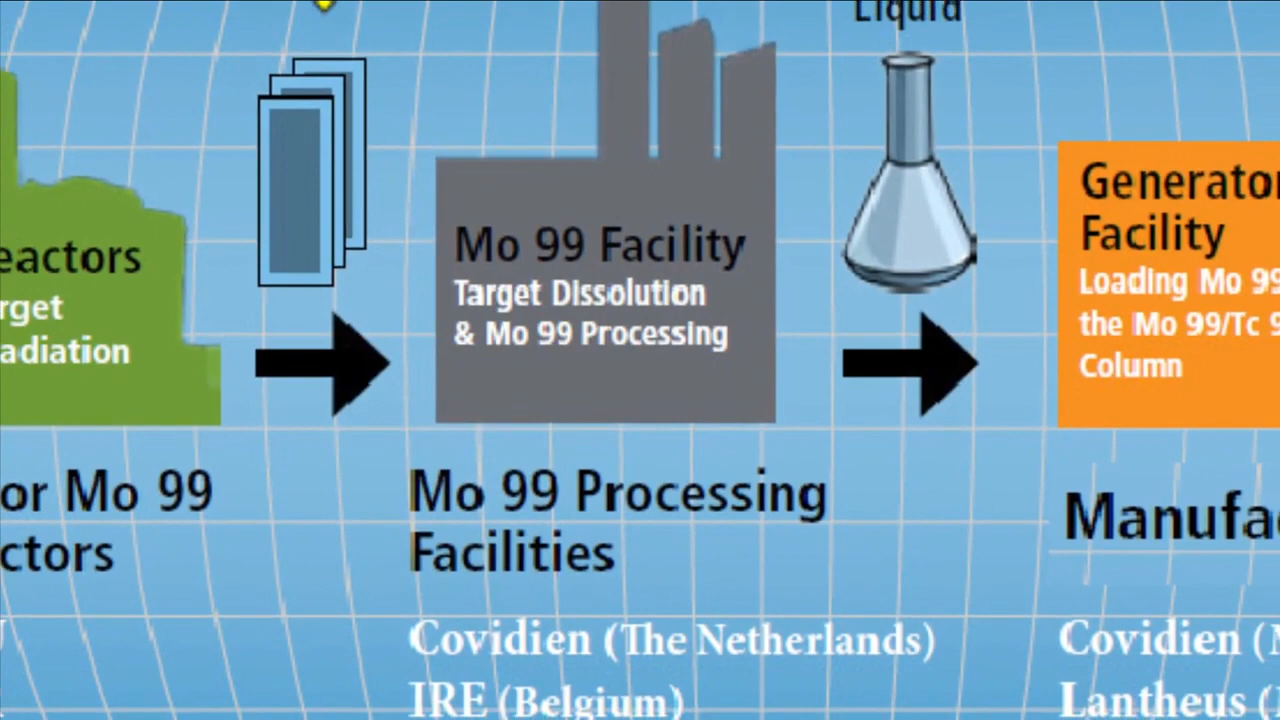 Liquid
Generator
Facility
Loading Mo 99
the Mo 99/Tc
Column
Mo 99 Facility
Target Dissolution
& Mo 99 Processing
eactors
rget
adiation
or Mo 99
ctors
Mo 99 Processing
Facilities
Manufa
Covidien (The Netherlands)
IRE (Belgium)
Covidien (
Lantheus (